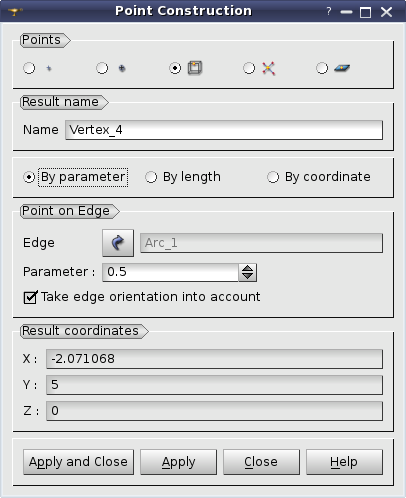 Point Construction
Points
Result name
Name Vertex_4
By parameter By length By coordinate
Point on Edge
Edge Arc_1
Parameter : 0.5
Take edge orientation into account
Result coordinates
X : -2.071068
Y : 5
Z : 0
Apply and Close Apply Close Help